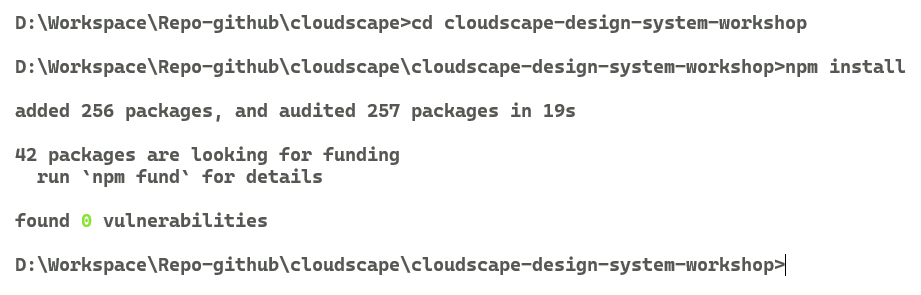 D:\Workspace\Repo-github\cloudscape>cd cloudscape-design-system-workshop
D:\Workspace\Repo-github\cloudscape\cloudscape-design-system-workshop>npm install
added 256 packages, and audited 257 packages in 19s
42 packages are looking for funding
  run `npm fund` for details
found 0 vulnerabilities
D:\Workspace\Repo-github\cloudscape\cloudscape-design-system-workshop>